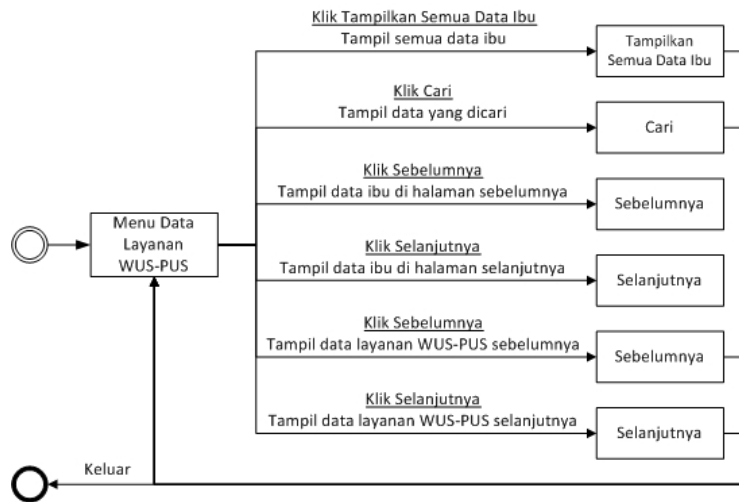 Klik Tampilkan Semua Data Ibu
Tampil semua data ibu
Tampilkan
Semua Data Ibu
Klik Cari
Tampil data yang dicari
Cari
Klik Sebelumnya
Tampil data ibu di halaman sebelumnya
Sebelumnya
Menu Data
Layanan
WUS-PUS
Klik Selanjutnya
Tampil data ibu di halaman selanjutnya
Selanjutnya
Klik Sebelumnya
Tampil data layanan WUS-PUS sebelumnya
Sebelumnya
Klik Selanjutnya
Tampil data layanan WUS-PUS selanjutnya
Selanjutnya
Keluar